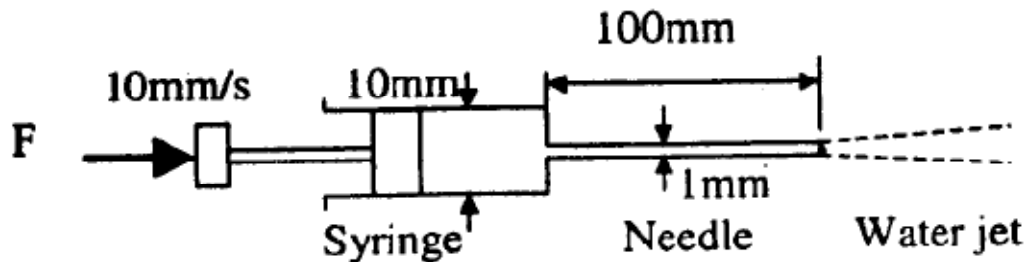 100mm
10mm/s
10mm
F
1mm
Syringe
Needle
Water jet